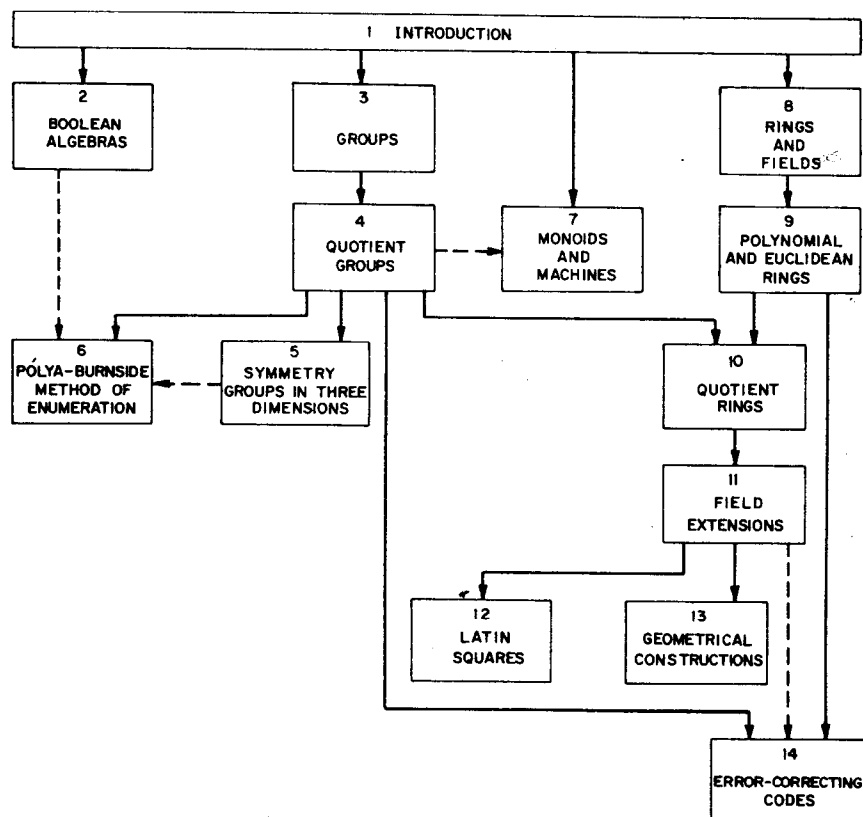 1 INTRODUCTION
2
BOOLEAN
ALGEBRAS
3
GROUPS
8
RINGS
AND
FIELDS
4
QUOTIENT
GROUPS
7
MONOIDS
AND
MACHINES
9
POLYNOMIAL
AND EUCLIDEAN
RINGS
6
PÓLYA-BURNSIDE
METHOD OF
ENUMERATION
5
SYMMETRY
GROUPS IN THREE
DIMENSIONS
10
QUOTIENT
RINGS
11
FIELD
EXTENSIONS
12
LATIN
SQUARES
13
GEOMETRICAL
CONSTRUCTIONS
14
ERROR-CORRECTING
CODES